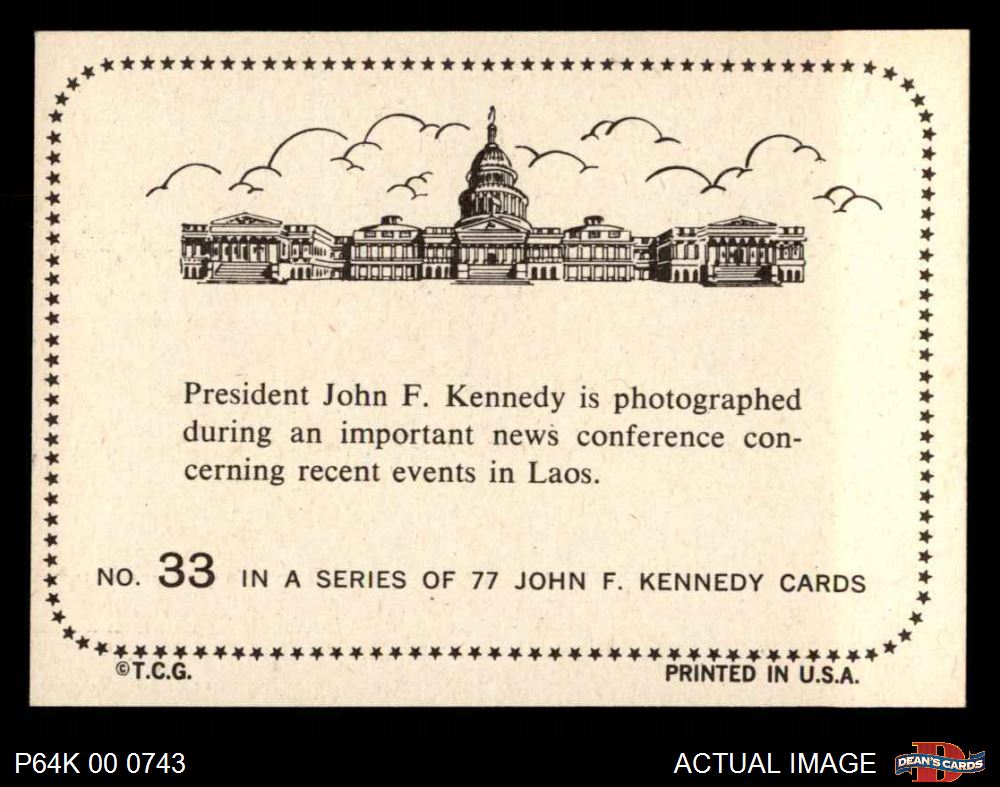 President John F. Kennedy is photographed
during an important news conference con-
cerning recent events in Laos.
NO. 33 IN A SERIES OF 77 JOHN F. KENNEDY CARDS
©T.C.G.
PRINTED IN U.S.A.
P64K 00 0743
ACTUAL IMAGE
D
DEAN'S CARDS